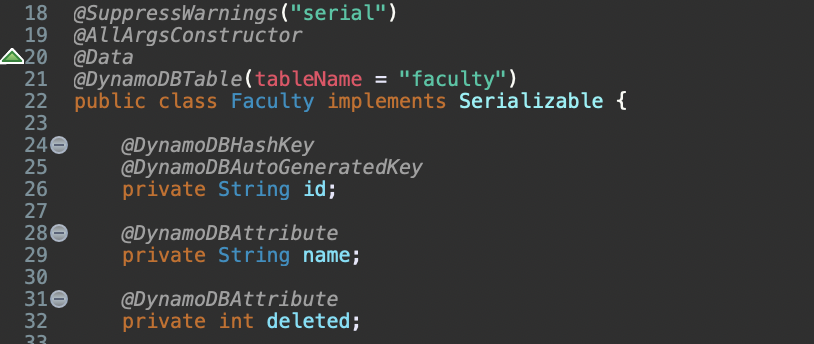 18 @SuppressWarnings("serial")
19 @AllArgsConstructor
20 @Data
21 @DynamoDBTable(tableName = "faculty")
22 public class Faculty implements Serializable {
23
24 @DynamoDBHashKey
25 @DynamoDBAutoGeneratedKey
26 private String id;
27
28 @DynamoDBAttribute
29 private String name;
30
31 @DynamoDBAttribute
32 private int deleted;
33